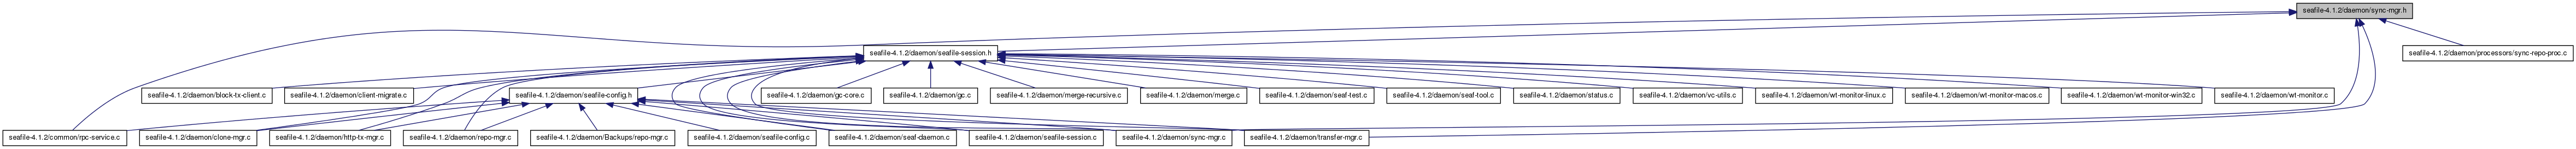 seafile-4.1.2/daemon/sync-mgr.h
seafile-4.1.2/daemon/seafile-session.h
seafile-4.1.2/daemon/processors/sync-repo-proc.c
seafile-4.1.2/daemon/block-tx-client.c
seafile-4.1.2/daemon/client-migrate.c
seafile-4.1.2/daemon/seafile-config.h
seafile-4.1.2/daemon/gc-core.c
seafile-4.1.2/daemon/gc.c
seafile-4.1.2/daemon/merge-recursive.c
seafile-4.1.2/daemon/merge.c
seafile-4.1.2/daemon/seaf-test.c
seafile-4.1.2/daemon/seaf-tool.c
seafile-4.1.2/daemon/status.c
seafile-4.1.2/daemon/vc-utils.c
seafile-4.1.2/daemon/wt-monitor-linux.c
seafile-4.1.2/daemon/wt-monitor-macos.c
seafile-4.1.2/daemon/wt-monitor-win32.c
seafile-4.1.2/daemon/wt-monitor.c
seafile-4.1.2/common/rpc-service.c
seafile-4.1.2/daemon/clone-mgr.c
seafile-4.1.2/daemon/http-tx-mgr.c
seafile-4.1.2/daemon/repo-mgr.c
seafile-4.1.2/daemon/Backups/repo-mgr.c
seafile-4.1.2/daemon/seafile-config.c
seafile-4.1.2/daemon/seaf-daemon.c
seafile-4.1.2/daemon/seafile-session.c
seafile-4.1.2/daemon/sync-mgr.c
seafile-4.1.2/daemon/transfer-mgr.c